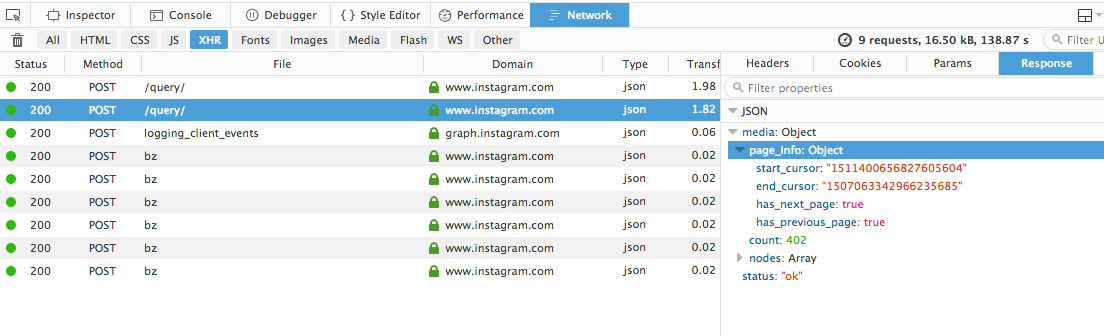 Inspector Console Debugger Style Editor Performance Network
All HTML CSS JS XHR Fonts Images Media Flash WS Other 9 requests, 16.50 kB, 138.87 s Filter U
Status Method File Domain Type Transf Headers Cookies Params Response
200 POST /query/ www.instagram.com json 1.98 Filter properties
200 POST /query/ www.instagram.com json 1.82 JSON
200 POST logging_client_events graph.instagram.com json 0.06 media: Object
200 POST bz www.instagram.com json 0.02 page_info: Object
start_cursor: "1511400656827605604"
200 POST bz www.instagram.com json 0.02 end_cursor: "1507063342966235685"
200 POST bz www.instagram.com json 0.02 has_next_page: true
200 POST bz www.instagram.com json 0.02 has_previous_page: true
count: 402
200 POST bz www.instagram.com json 0.02 nodes: Array
200 POST bz www.instagram.com json 0.02 status: "ok"